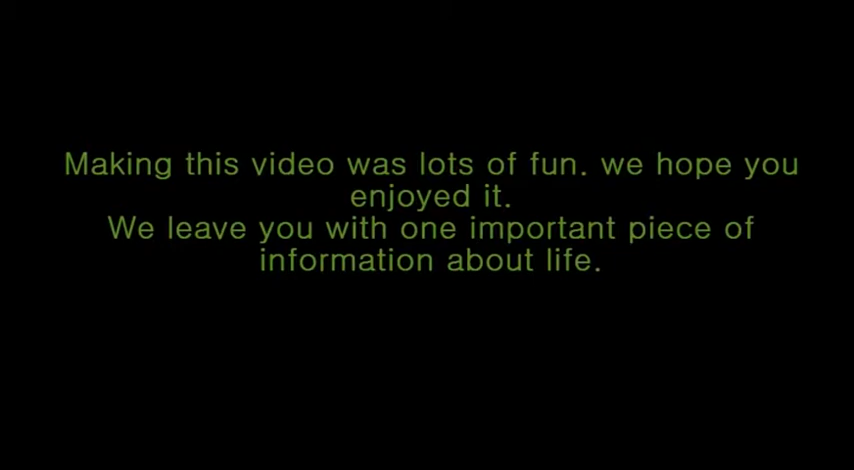 Making this video was lots of fun. we hope you
enjoyed it.
We leave you with one important piece of
information about life.